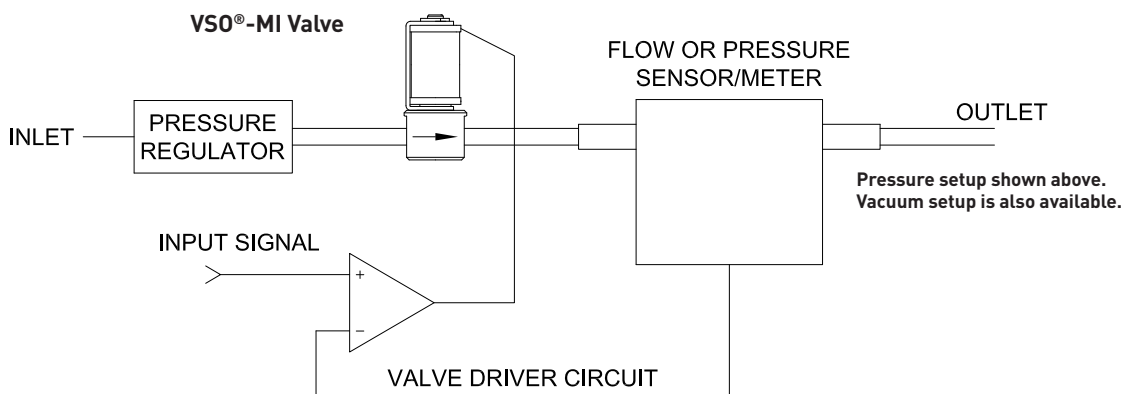 VSO®-MI Valve
FLOW OR PRESSURE
SENSOR/METER
INLET
PRESSURE
REGULATOR
OUTLET
Pressure setup shown above.
Vacuum setup is also available.
INPUT SIGNAL
+
−
VALVE DRIVER CIRCUIT